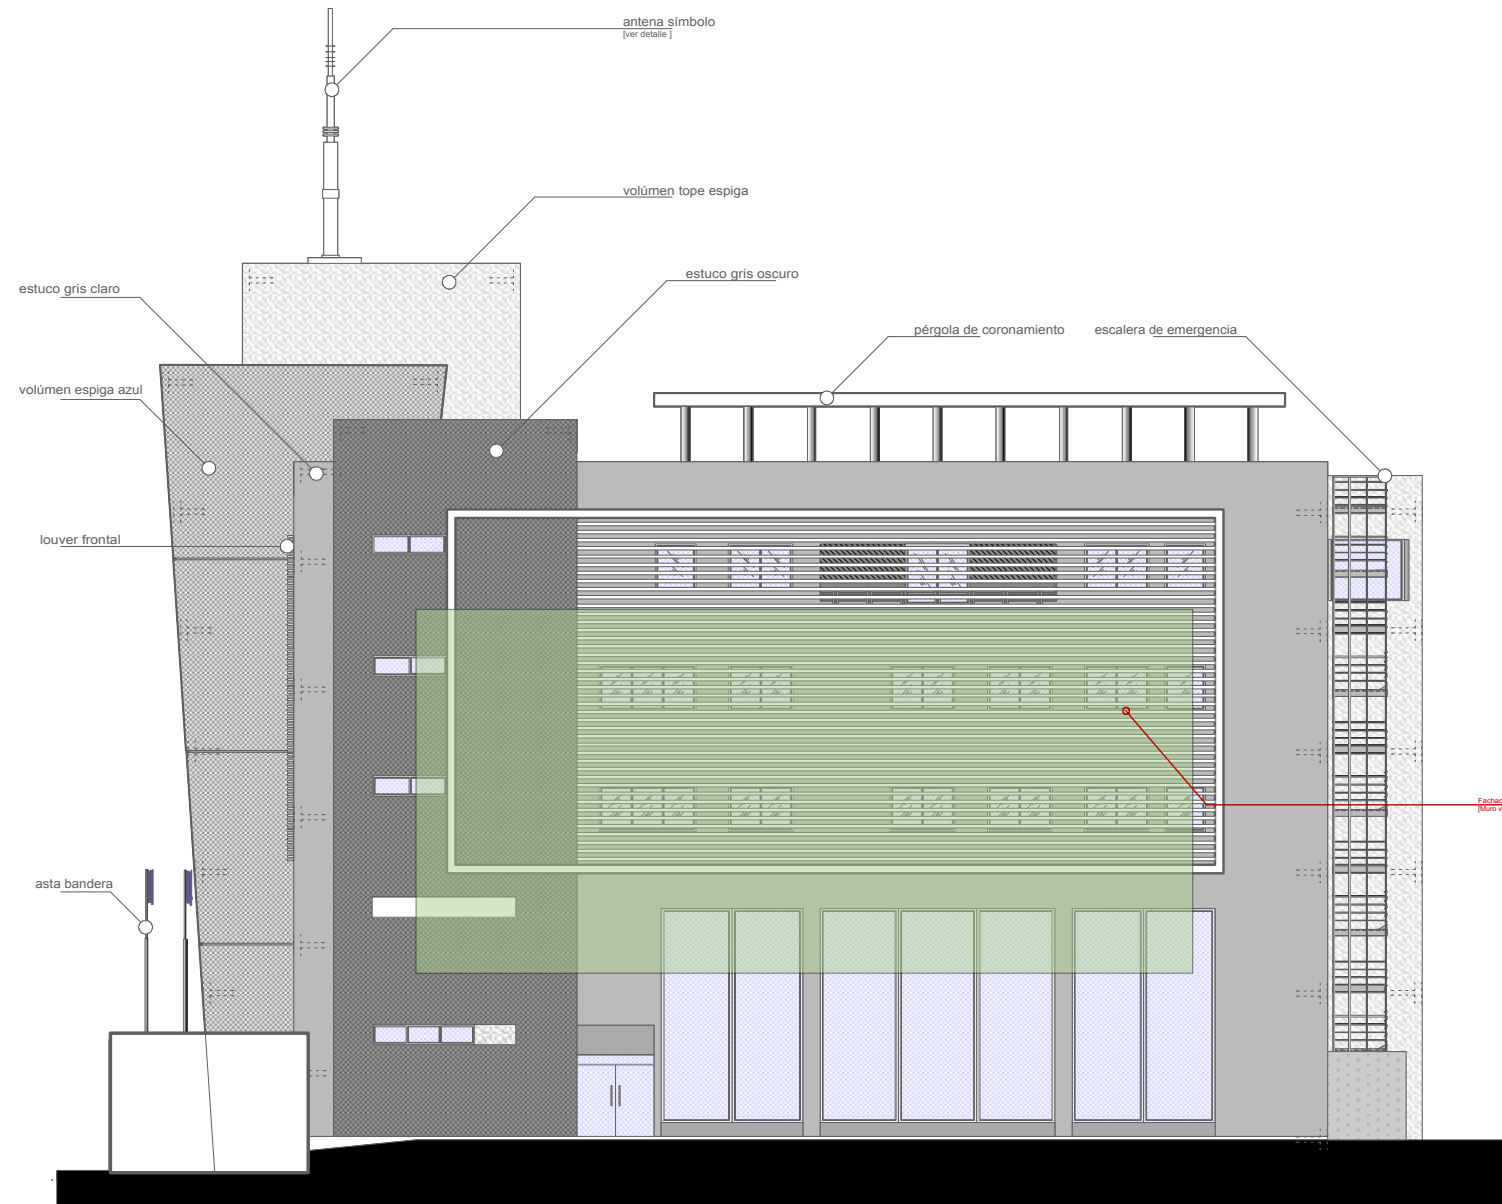 antena símbolo
[ver detalle ]
volúmen tope espiga
estuco gris oscuro
estuco gris claro
pérgola de coronamiento
escalera de emergencia
volúmen espiga azul
louver frontal
asta bandera
[Muro